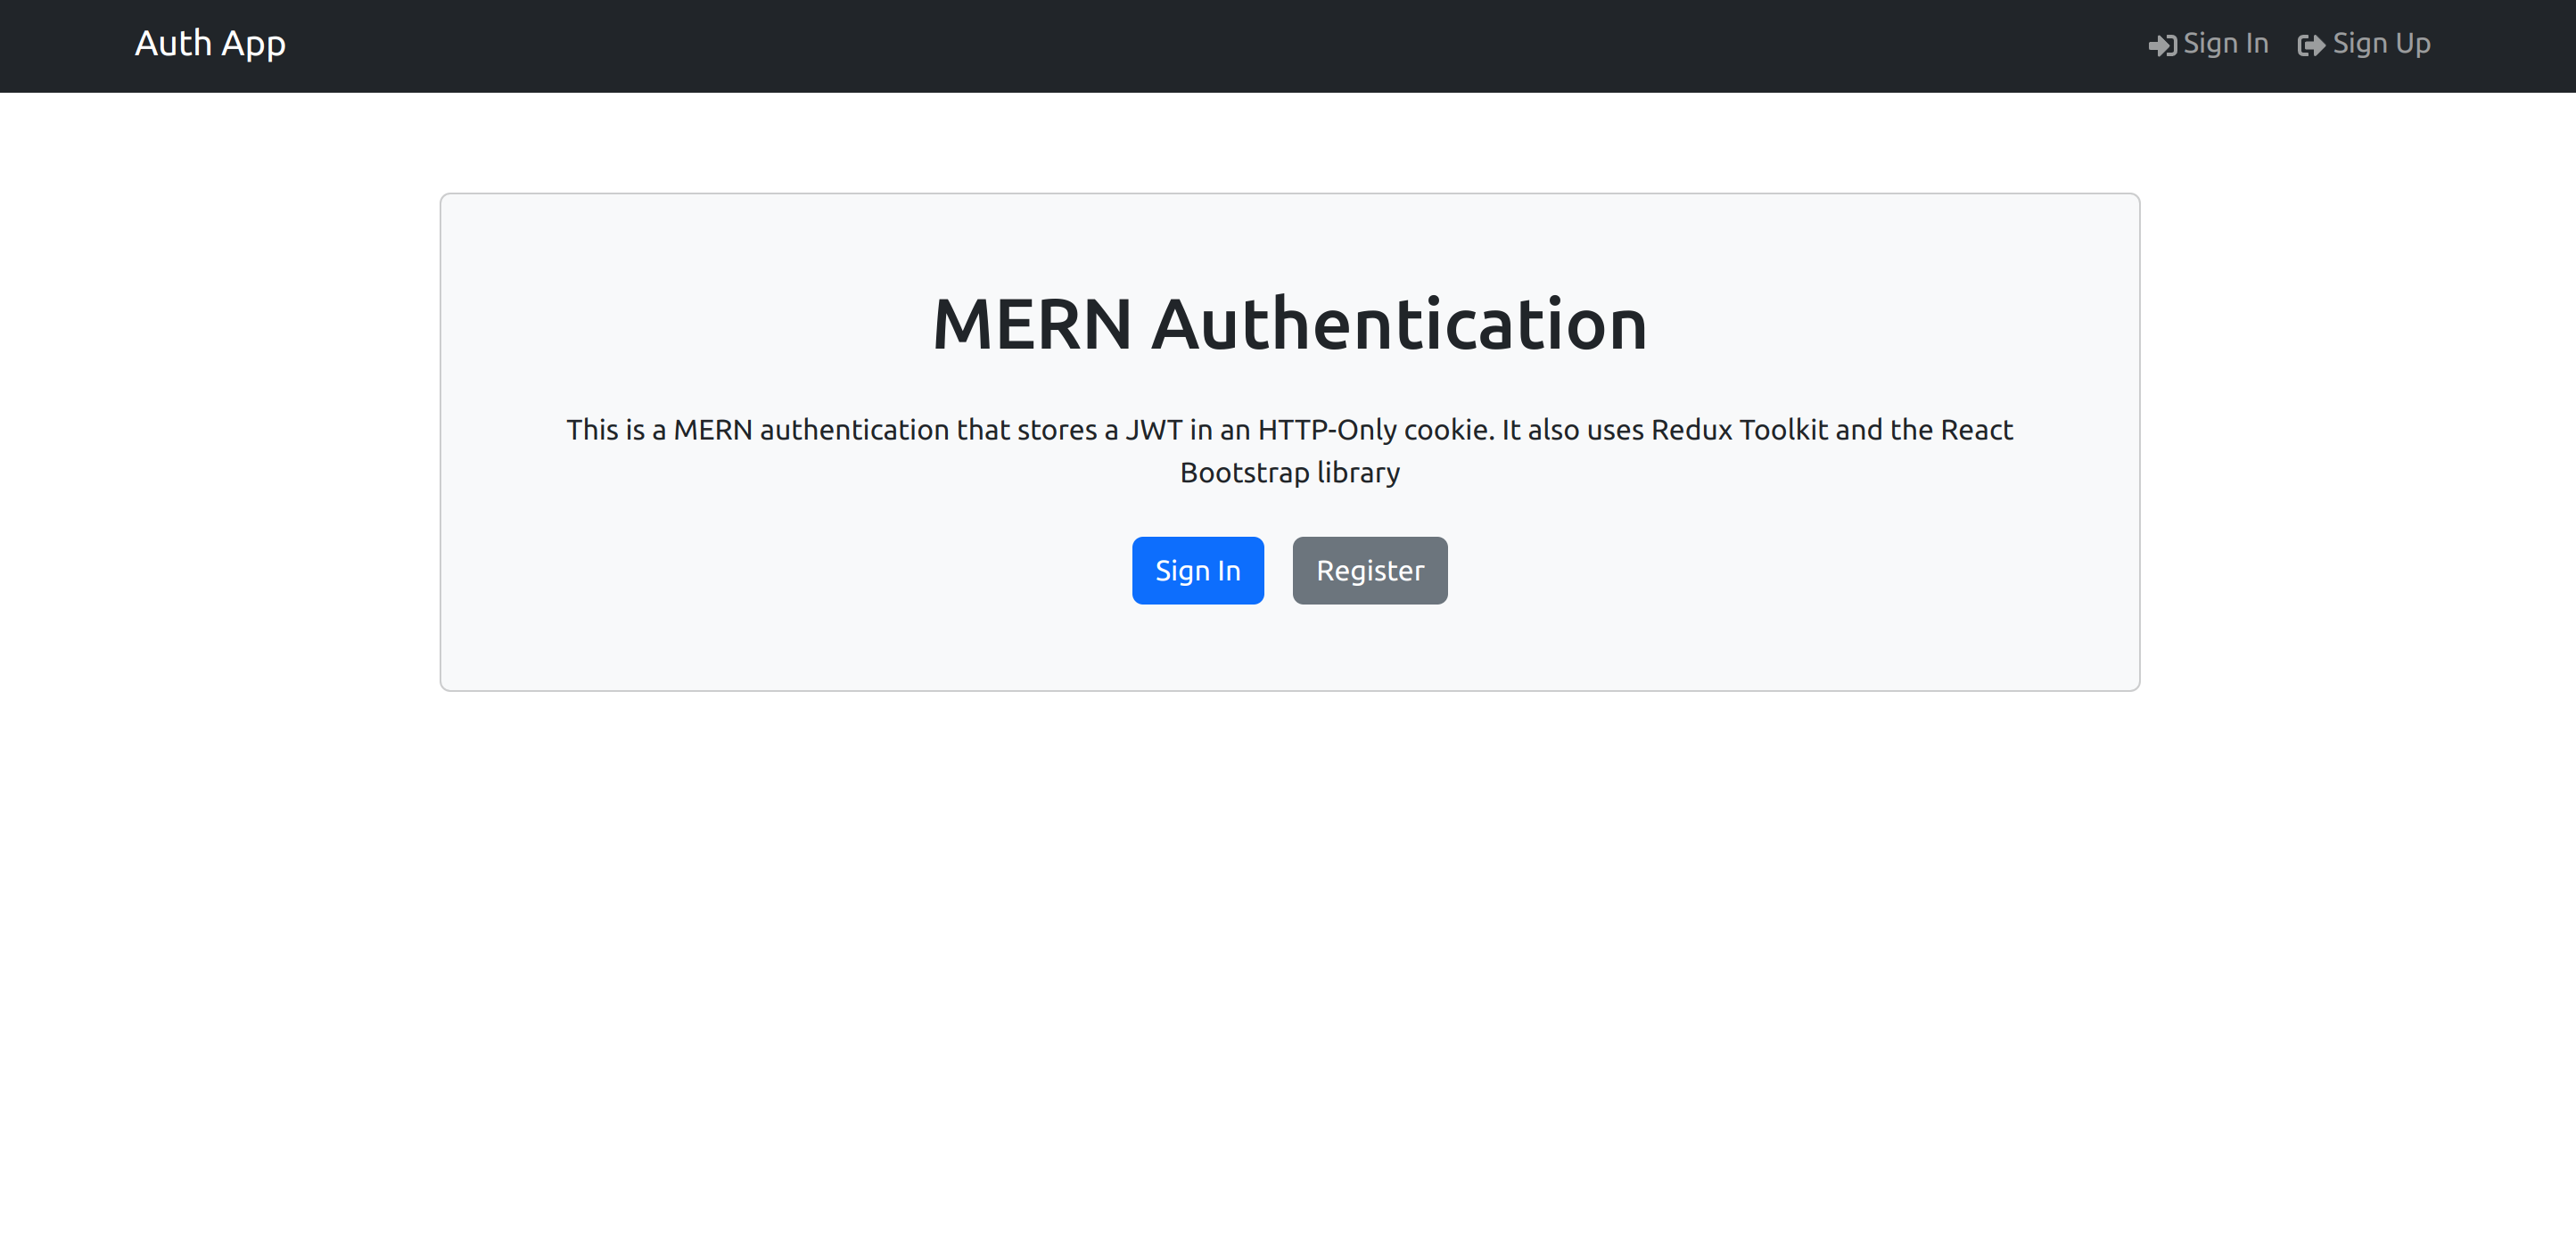 Auth App
Sign In
Sign Up
MERN Authentication
This is a MERN authentication that stores a JWT in an HTTP-Only cookie. It also uses Redux Toolkit and the React
Bootstrap library
Sign In
Register